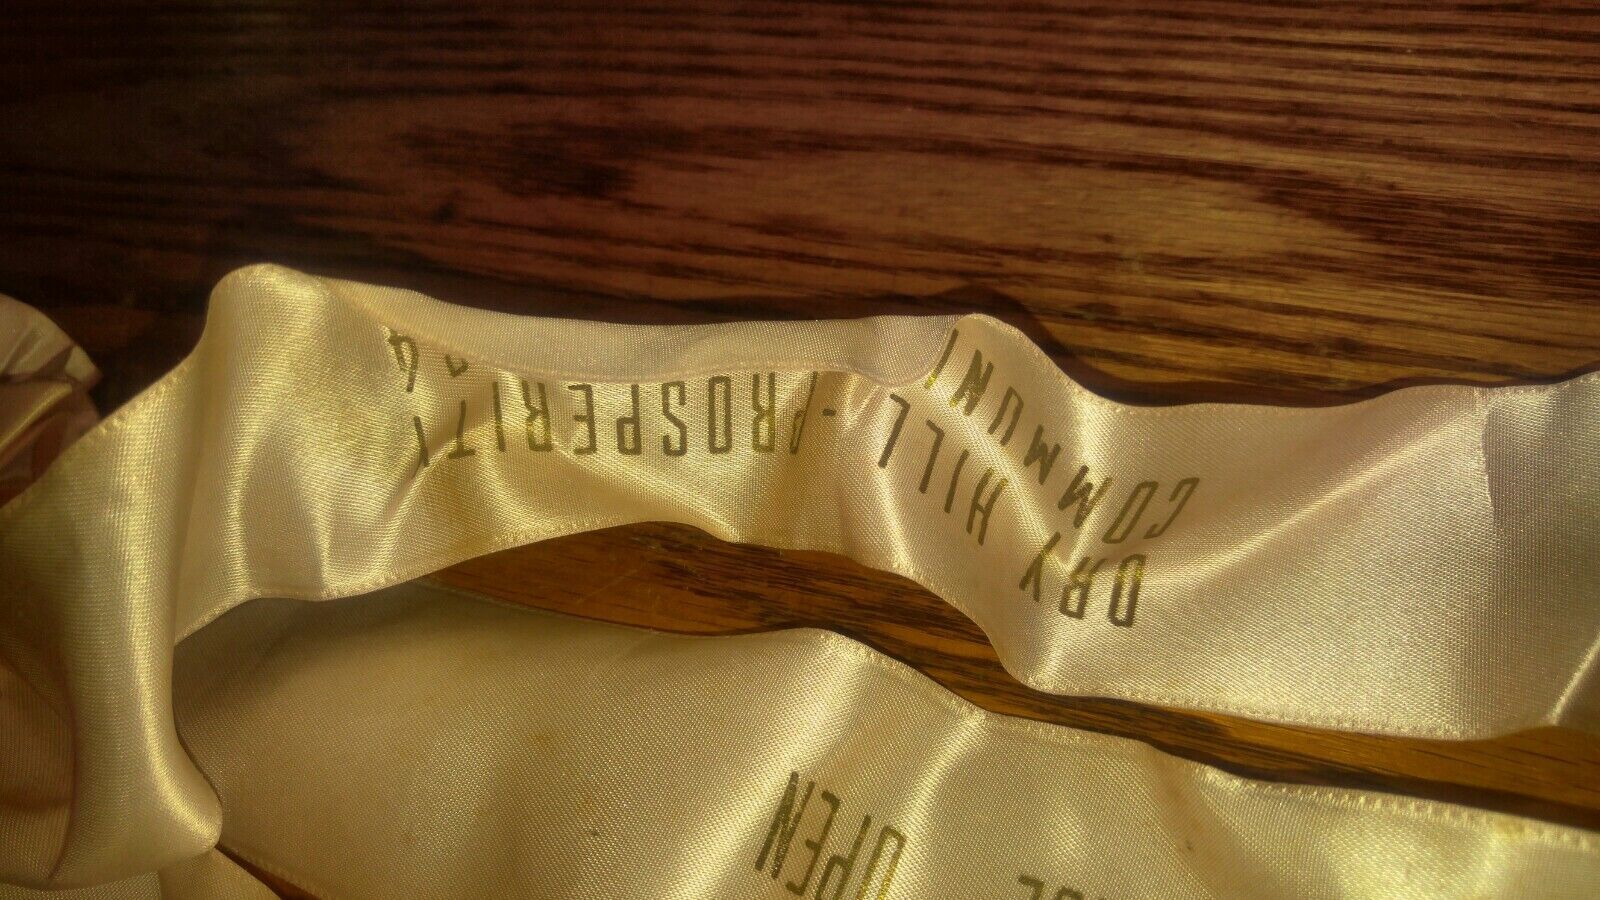 DRY HILL -PROSPERITY
COMMUNI
OPEN